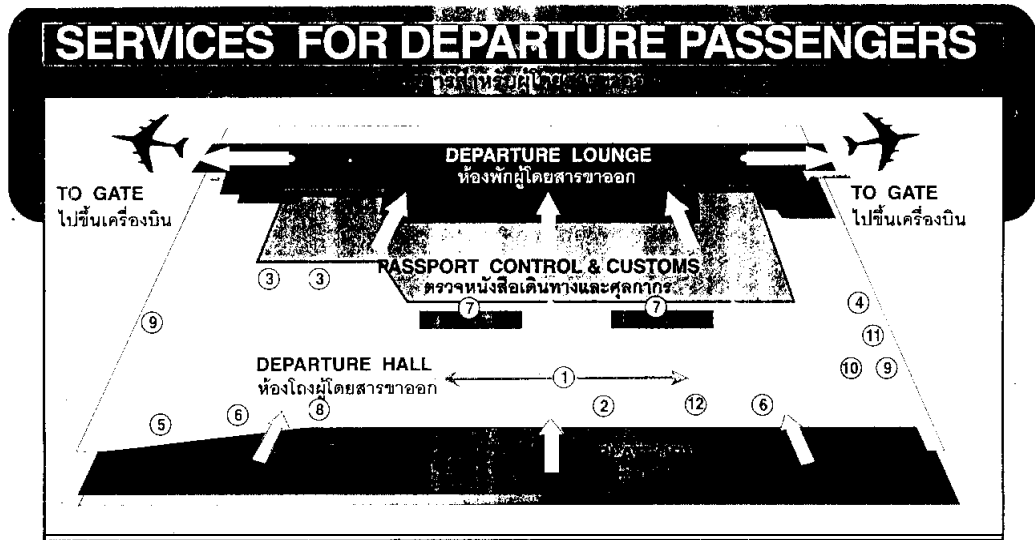 SERVICES FOR DEPARTURE PASSENGERS
DEPARTURE LOUNGE
ห้องพักผู้โดยสารขาออก
TO GATE
ไปขึ้นเครื่องบิน
TO GATE
ไปขึ้นเครื่องบิน
PASSPORT CONTROL & CUSTOMS
ตรวจหนังสือเดินทางและศุลกากร
3 3
7 7
4
9
11
10 9
DEPARTURE HALL
ห้องโถงผู้โดยสารขาออก
1
5 6 8 2 12 6